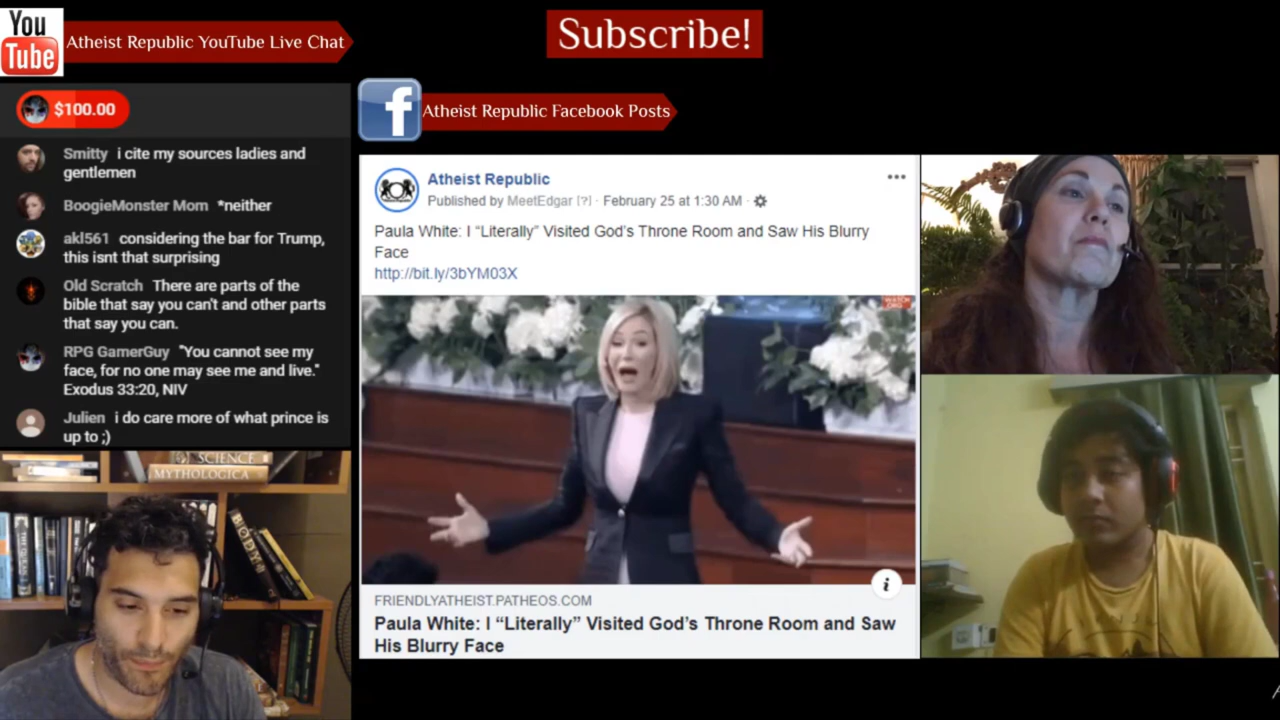 You
Tube
Atheist Republic YouTube Live Chat
Subscribe!
$100.00
Smitty i cite my sources ladies and
gentlemen
BoogieMonster Mom *neither
akl561 considering the bar for Trump,
this isnt that surprising
Old Scratch There are parts of the
bible that say you can't and other parts
that say you can.
RPG GamerGuy "You cannot see my
face, for no one may see me and live."
Exodus 33:20, NIV
Julien i do care more of what prince is
up to ;)
f
Atheist Republic Facebook Posts
Atheist Republic
Published by MeetEdgar [?] · February 25 at 1:30 AM ·
Paula White: I “Literally” Visited God’s Throne Room and Saw His Blurry
Face
http://bit.ly/3bYM03X
FRIENDLYATHEIST.PATHEOS.COM
Paula White: I “Literally” Visited God’s Throne Room and Saw
His Blurry Face
SCIENCE
MYTHOLOGICA
BODY